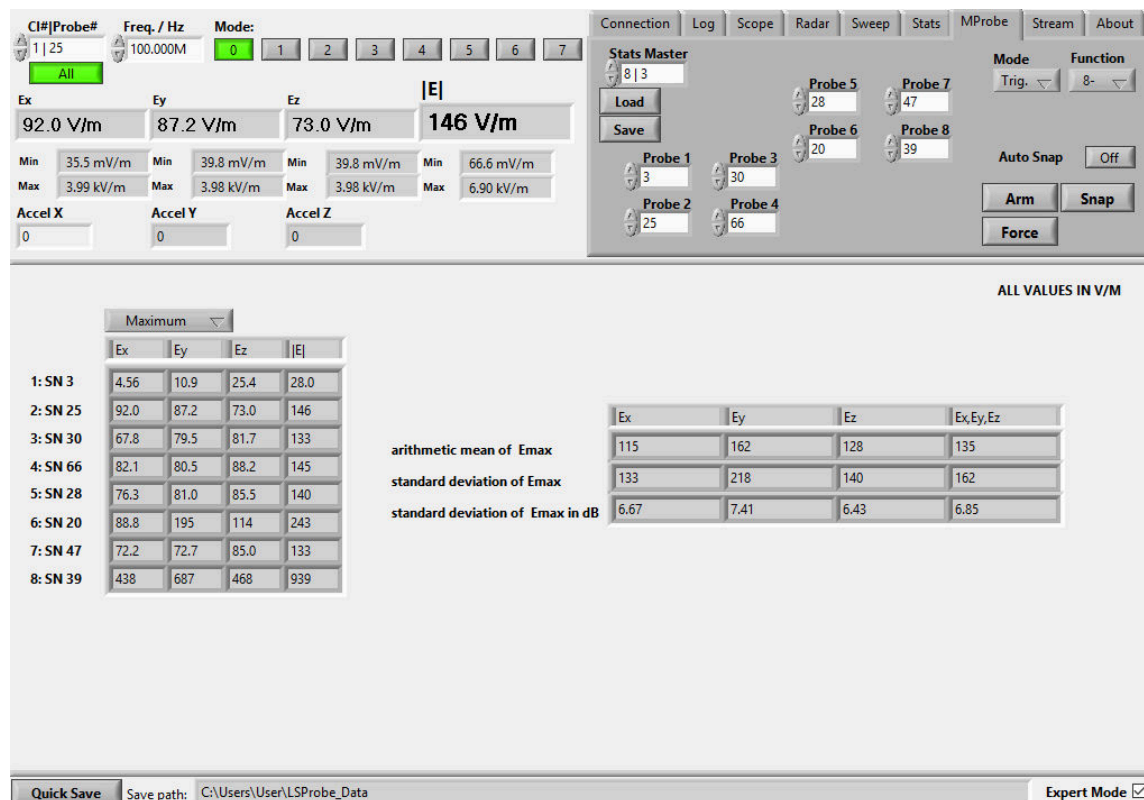 CI#|Probe# Freq. / Hz Mode:
1 | 25 100.000M 0 1 2 3 4 5 6 7
All
Ex Ey Ez |E|
92.0 V/m 87.2 V/m 73.0 V/m 146 V/m
Min 35.5 mV/m Min 39.8 mV/m Min 39.8 mV/m Min 66.6 mV/m
Max 3.99 kV/m Max 3.98 kV/m Max 3.98 kV/m Max 6.90 kV/m
Accel X Accel Y Accel Z
0 0 0
Connection Log Scope Radar Sweep Stats MProbe Stream About
Stats Master
8 | 3
Load
Save
Probe 1 Probe 3
3 30
Probe 2 Probe 4
25 66
Probe 5 Probe 7
28 47
Probe 6 Probe 8
20 39
Mode Function
Trig. 8-
Auto Snap Off
Arm Snap
Force
ALL VALUES IN V/M
Maximum
Ex Ey Ez |E|
1: SN 3 4.56 10.9 25.4 28.0
2: SN 25 92.0 87.2 73.0 146
3: SN 30 67.8 79.5 81.7 133
4: SN 66 82.1 80.5 88.2 145
5: SN 28 76.3 81.0 85.5 140
6: SN 20 88.8 195 114 243
7: SN 47 72.2 72.7 85.0 133
8: SN 39 438 687 468 939
Ex Ey Ez Ex,Ey,Ez
arithmetic mean of Emax 115 162 128 135
standard deviation of Emax 133 218 140 162
standard deviation of Emax in dB 6.67 7.41 6.43 6.85
Quick Save Save path: C:\Users\User\LSProbe_Data Expert Mode